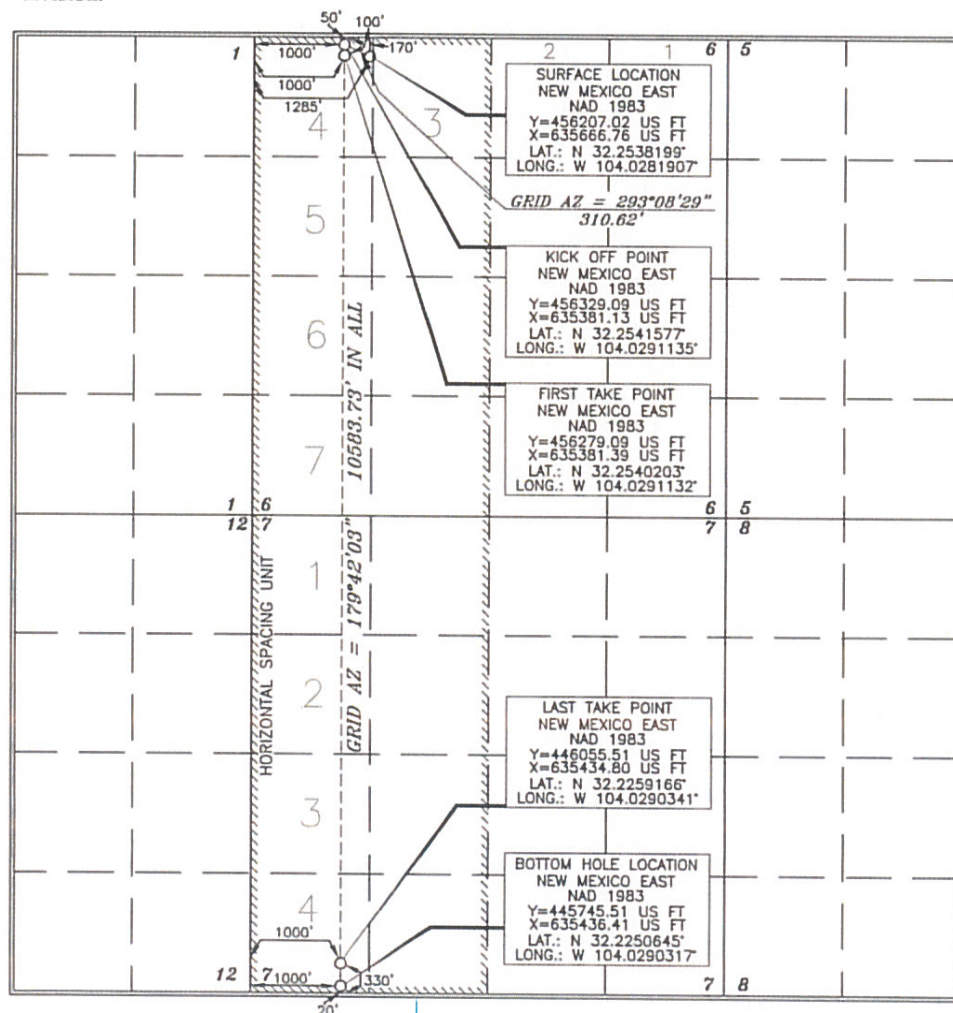 50'
100'
1
1000'
170'
2
1
6
5
1000'
1285'
4
3
SURFACE LOCATION
NEW MEXICO EAST
NAD 1983
Y=456207.02 US FT
X=635666.76 US FT
LAT.: N 32.2538199°
LONG.: W 104.0281907°
GRID AZ = 293°08'29"
310.62'
5
KICK OFF POINT
NEW MEXICO EAST
NAD 1983
Y=456329.09 US FT
X=635381.13 US FT
LAT.: N 32.2541577°
LONG.: W 104.0291135°
6
10583.73' IN ALL
FIRST TAKE POINT
NEW MEXICO EAST
NAD 1983
Y=456279.09 US FT
X=635381.39 US FT
LAT.: N 32.2540203°
LONG.: W 104.0291132°
7
1
6
6
5
12
7
7
8
HORIZONTAL SPACING UNIT
1
GRID AZ = 179°42'03"
2
LAST TAKE POINT
NEW MEXICO EAST
NAD 1983
Y=446055.51 US FT
X=635434.80 US FT
LAT.: N 32.2259166°
LONG.: W 104.0290341°
3
BOTTOM HOLE LOCATION
NEW MEXICO EAST
NAD 1983
Y=445745.51 US FT
X=635436.41 US FT
LAT.: N 32.2250645°
LONG.: W 104.0290317°
4
1000'
12
7
1000'
330'
7
8
20'